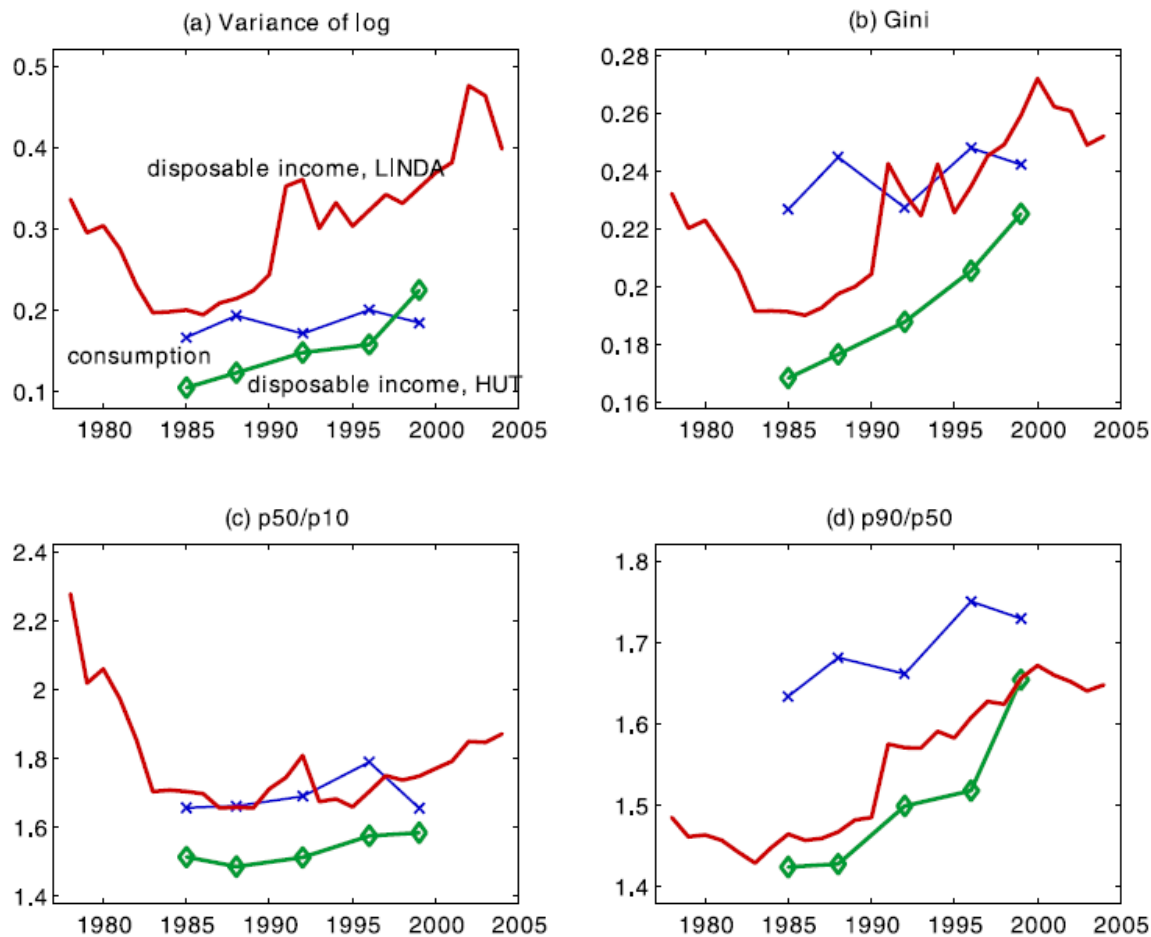 (a) Variance of log
(b) Gini
0.5
0.4
0.3
0.2
0.1
disposable income, LINDA
consumption
disposable income, HUT
1980 1985 1990 1995 2000 2005
0.28
0.26
0.24
0.22
0.2
0.18
0.16
1980 1985 1990 1995 2000 2005
(c) p50/p10
(d) p90/p50
2.4
2.2
2
1.8
1.6
1.4
1980 1985 1990 1995 2000 2005
1.8
1.7
1.6
1.5
1.4
1980 1985 1990 1995 2000 2005